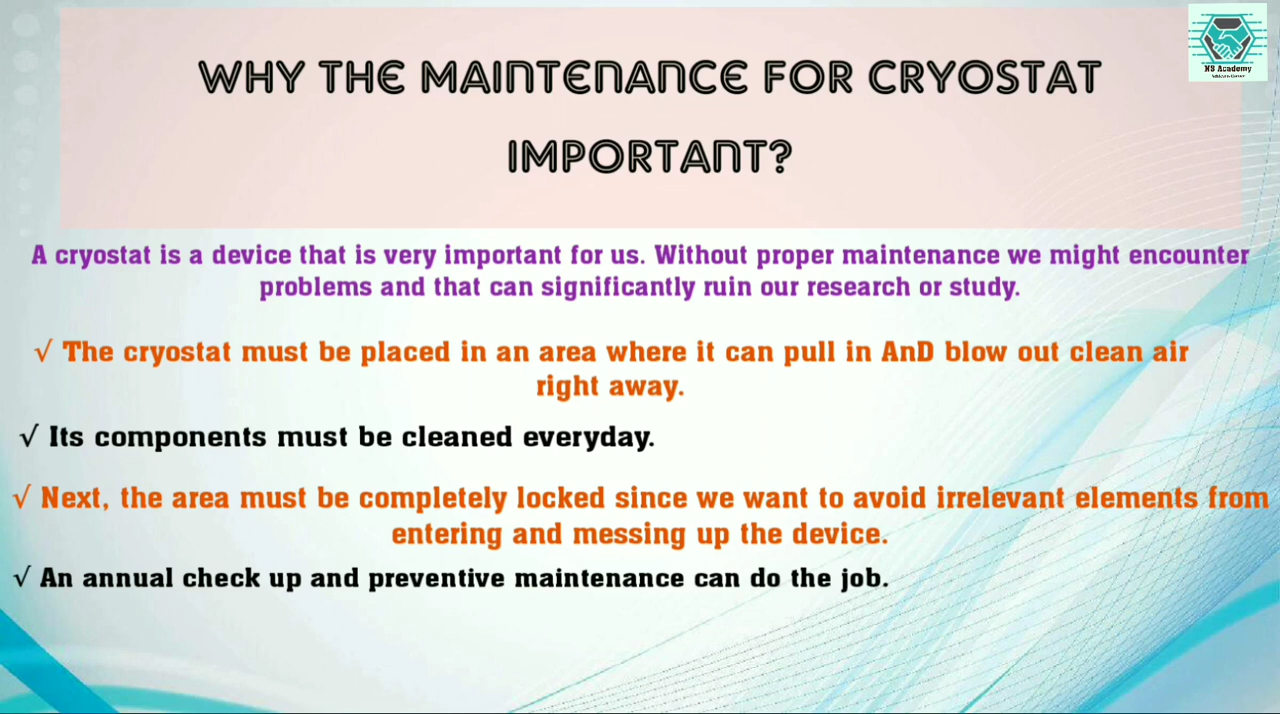 WHY THE MAINTENANCE FOR CRYOSTAT
IMPORTANT?
NS Academy
A cryostat is a device that is very important for us. Without proper maintenance we might encounter
problems and that can significantly ruin our research or study.
√ The cryostat must be placed in an area where it can pull in AnD blow out clean air
right away.
√ Its components must be cleaned everyday.
√ Next, the area must be completely locked since we want to avoid irrelevant elements from
entering and messing up the device.
√ An annual check up and preventive maintenance can do the job.